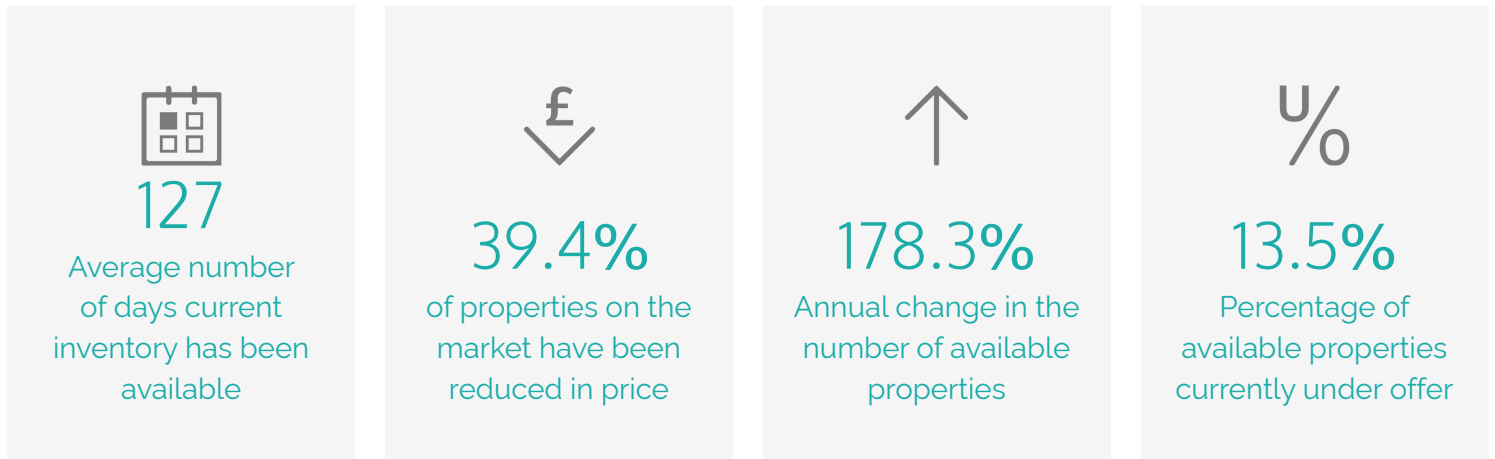 127
Average number
of days current
inventory has been
available
£
39.4%
of properties on the
market have been
reduced in price
178.3%
Annual change in the
number of available
properties
U/O
13.5%
Percentage of
available properties
currently under offer